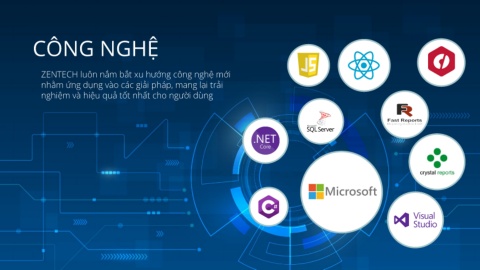 CÔNG NGHỆ
ZENTECH luôn nắm bắt xu hướng công nghệ mới
nhằm ứng dụng vào các giải pháp, mang lại trải
nghiệm và hiệu quả tốt nhất cho người dùng
JS
FR
Fast Reports
Microsoft
SQL Server
.NET
Core
crystal reports
Microsoft
C#
Visual
Studio